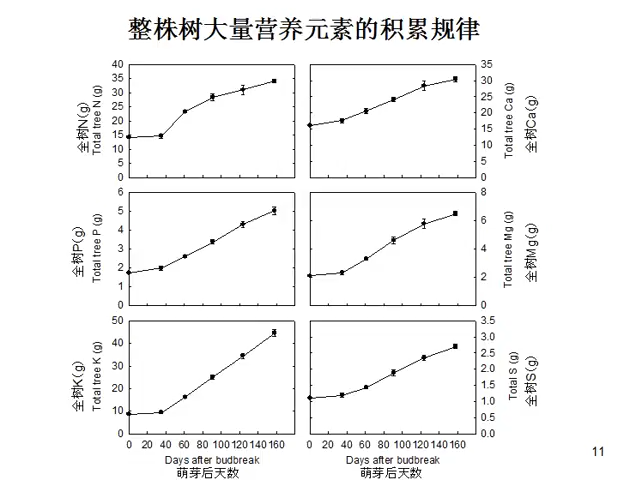 整株树大量营养元素的积累规律
全树N(g)
Total tree N (g)
40
35
30
25
20
15
10
5
0
35
30
25
20
15
10
5
0
Total tree Ca (g)
全树Ca(g)
全树P(g)
Total tree P (g)
6
5
4
3
2
1
0
8
6
4
2
0
Total tree Mg (g)
全树Mg(g)
全树K(g)
Total tree K (g)
50
40
30
20
10
0
3.5
3.0
2.5
2.0
1.5
1.0
0.5
0.0
Total S (g)
全树S(g)
0 20 40 60 80 100 120 140 160
0 20 40 60 80 100 120 140 160
Days after budbreak
萌芽后天数
Days after budbreak
萌芽后天数
11